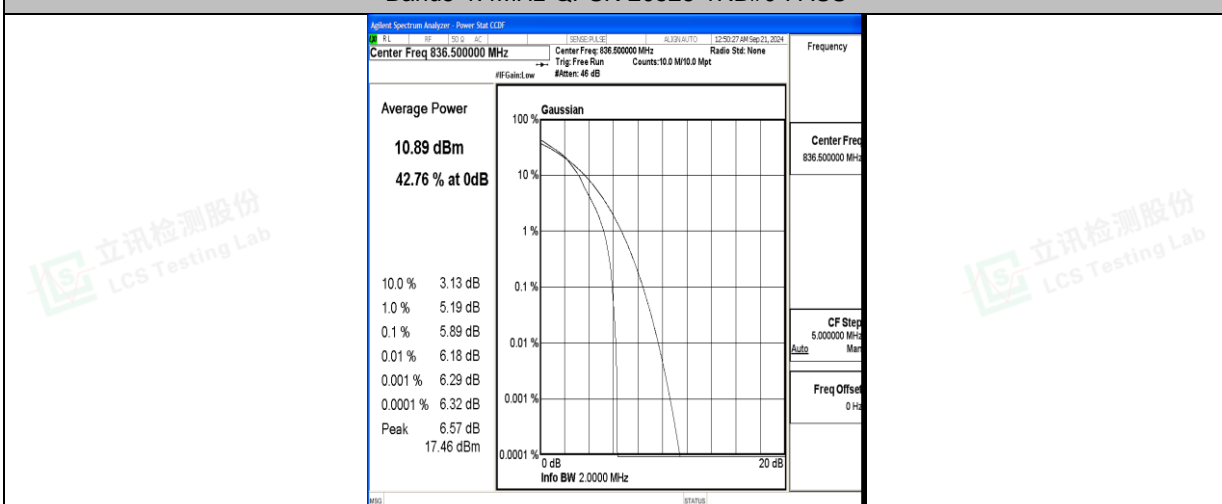 Agilent Spectrum Analyzer - Power Stat CCDF
RL RF 50 Ω AC SENSE:PULSE ALIGN AUTO 12:50:27 AM Sep 21, 2024
Center Freq 836.500000 MHz
Center Freq: 836.500000 MHz Radio Std: None
Trig: Free Run Counts:10.0 M/10.0 Mpt
#IFGain:Low #Atten: 46 dB
Frequency
Center Freq
836.500000 MHz
CF Step
5.000000 MHz
Auto Man
Freq Offset
0 Hz
Average Power
10.89 dBm
42.76 % at 0dB
10.0 % 3.13 dB
1.0 % 5.19 dB
0.1 % 5.89 dB
0.01 % 6.18 dB
0.001 % 6.29 dB
0.0001 % 6.32 dB
Peak 6.57 dB
17.46 dBm
Gaussian
100 %
10 %
1 %
0.1 %
0.01 %
0.001 %
0.0001 %
0 dB 20 dB
Info BW 2.0000 MHz
MSG STATUS
立讯检测股份
LCS Testing Lab
立讯检测股份
LCS Testing Lab